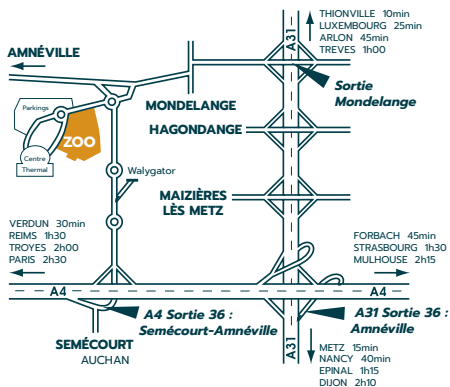 THIONVILLE 10min
LUXEMBOURG 25min
ARLON 45min
TREVES 1h00
A31
AMNÉVILLE
Sortie
Mondelange
Parkings
MONDELANGE
ZOO
HAGONDANGE
Centre
Thermal
Walygator
MAIZIÈRES
LÈS METZ
VERDUN 30min
REIMS 1h30
TROYES 2h00
PARIS 2h30
FORBACH 45min
STRASBOURG 1h30
MULHOUSE 2h15
A4
A4
A4 Sortie 36 :
Semécourt-Amnéville
A31 Sortie 36 :
Amnéville
SEMÉCOURT
AUCHAN
A31
METZ 15min
NANCY 40min
EPINAL 1h15
DIJON 2h10